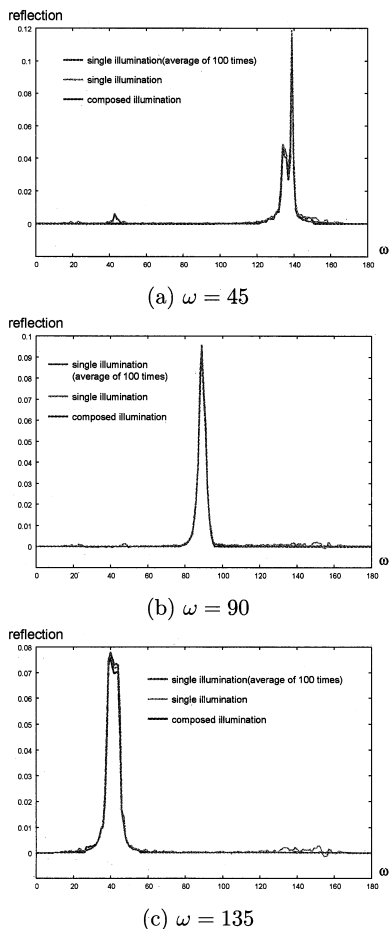 reflection
0.12
single illumination(average of 100 times)
0.1
single illumination
0.08
composed illumination
0.06
0.04
0.02
0
0 20 40 60 80 100 120 140 160 180
ω
(a) ω = 45
reflection
0.1
0.09
single illumination
(average of 100 times)
0.08
single illumination
0.07
composed illumination
0.06
0.05
0.04
0.03
0.02
0.01
0
0 20 40 60 80 100 120 140 160 180
ω
(b) ω = 90
reflection
0.08
0.07
single illumination(average of 100 times)
single illumination
0.06
composed illumination
0.05
0.04
0.03
0.02
0.01
0
0 20 40 60 80 100 120 140 160 180
ω
(c) ω = 135